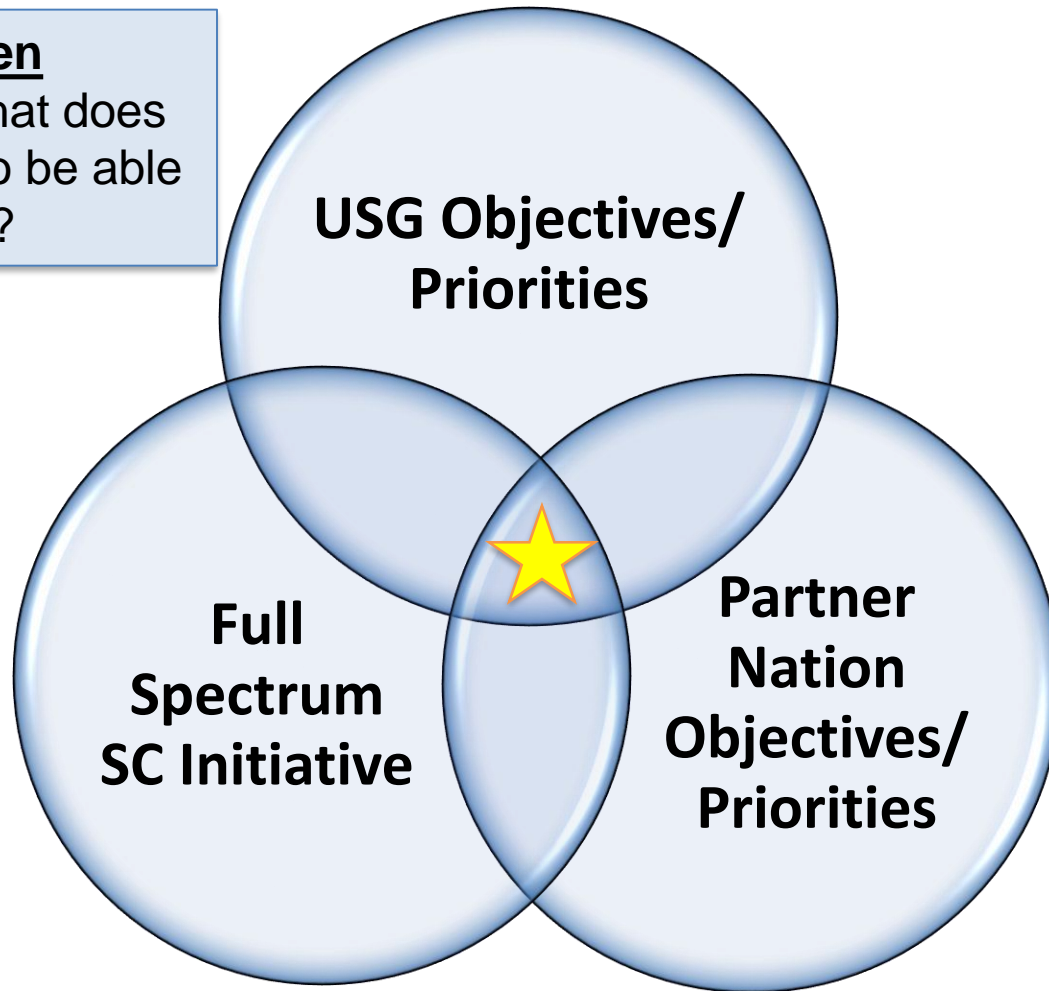 en
hat does
o be able
?
USG Objectives/
Priorities
Full
Spectrum
SC Initiative
Partner
Nation
Objectives/
Priorities